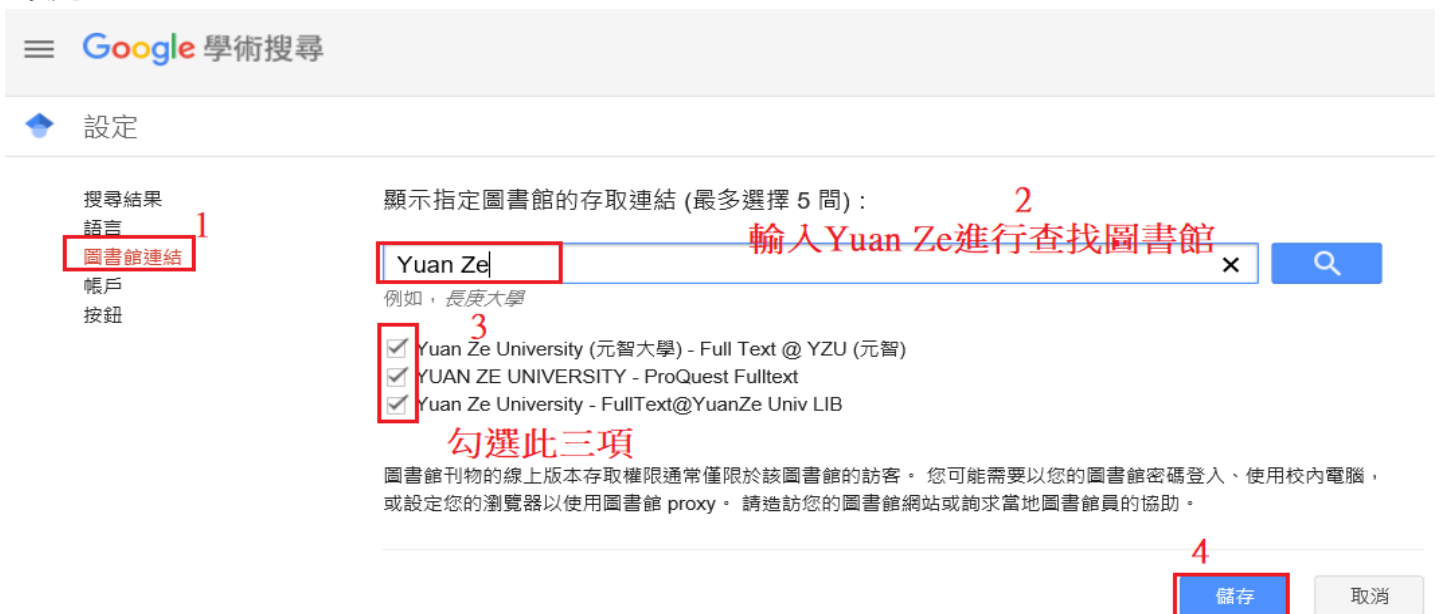 Google 學術搜尋
設定
搜尋結果
語言
1
圖書館連結
帳戶
按鈕
顯示指定圖書館的存取連結 (最多選擇 5 間)：
2
輸入Yuan Ze進行查找圖書館
Yuan Ze
例如，長庚大學
3
Yuan Ze University (元智大學) - Full Text @ YZU (元智)
YUAN ZE UNIVERSITY - ProQuest Fulltext
Yuan Ze University - FullText@YuanZe Univ LIB
勾選此三項
圖書館刊物的線上版本存取權限通常僅限於該圖書館的訪客。 您可能需要以您的圖書館密碼登入、使用校內電腦，
或設定您的瀏覽器以使用圖書館 proxy。 請造訪您的圖書館網站或詢求當地圖書館員的協助。
4
儲存
取消